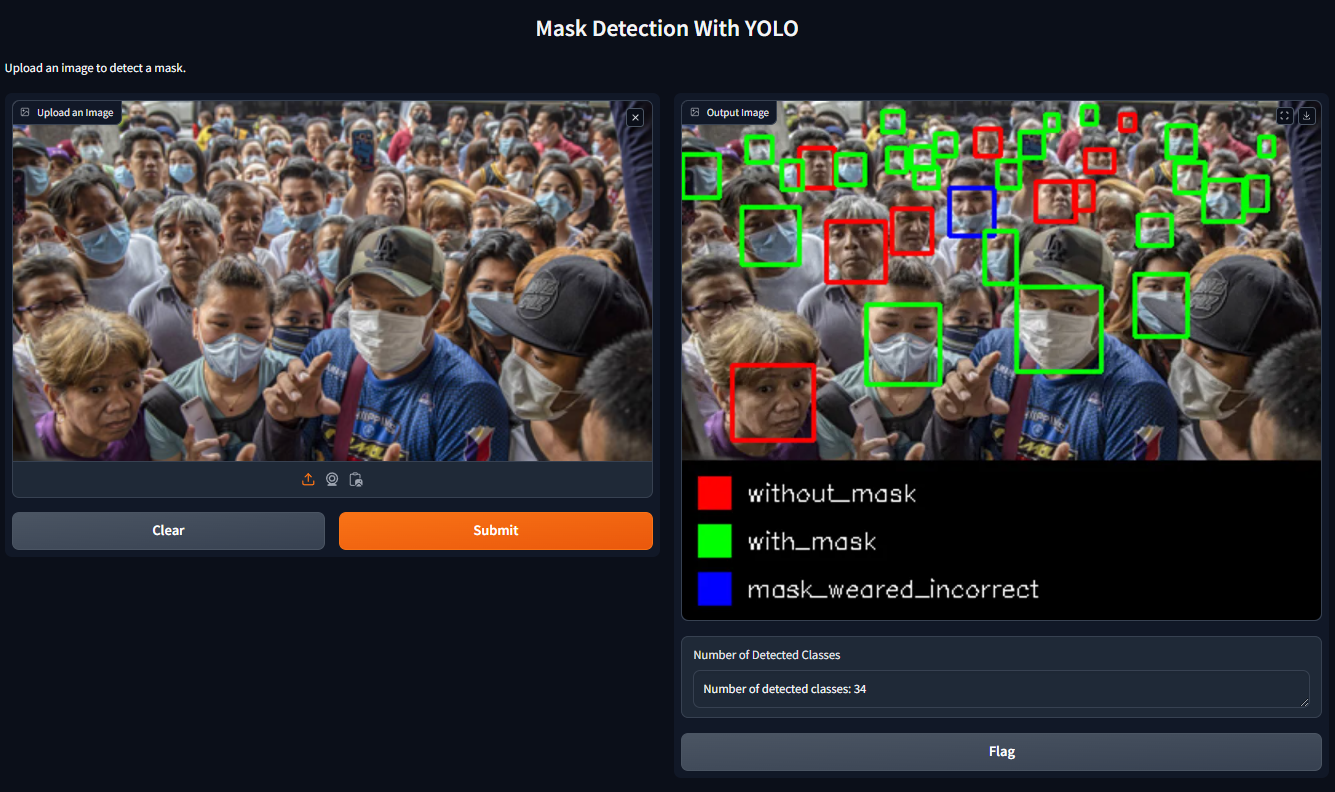 Mask Detection With YOLO
Upload an image to detect a mask.
Upload an Image
Output Image
Clear
Submit
without_mask
with_mask
mask_weared_incorrect
Number of Detected Classes
Number of detected classes: 34
Flag